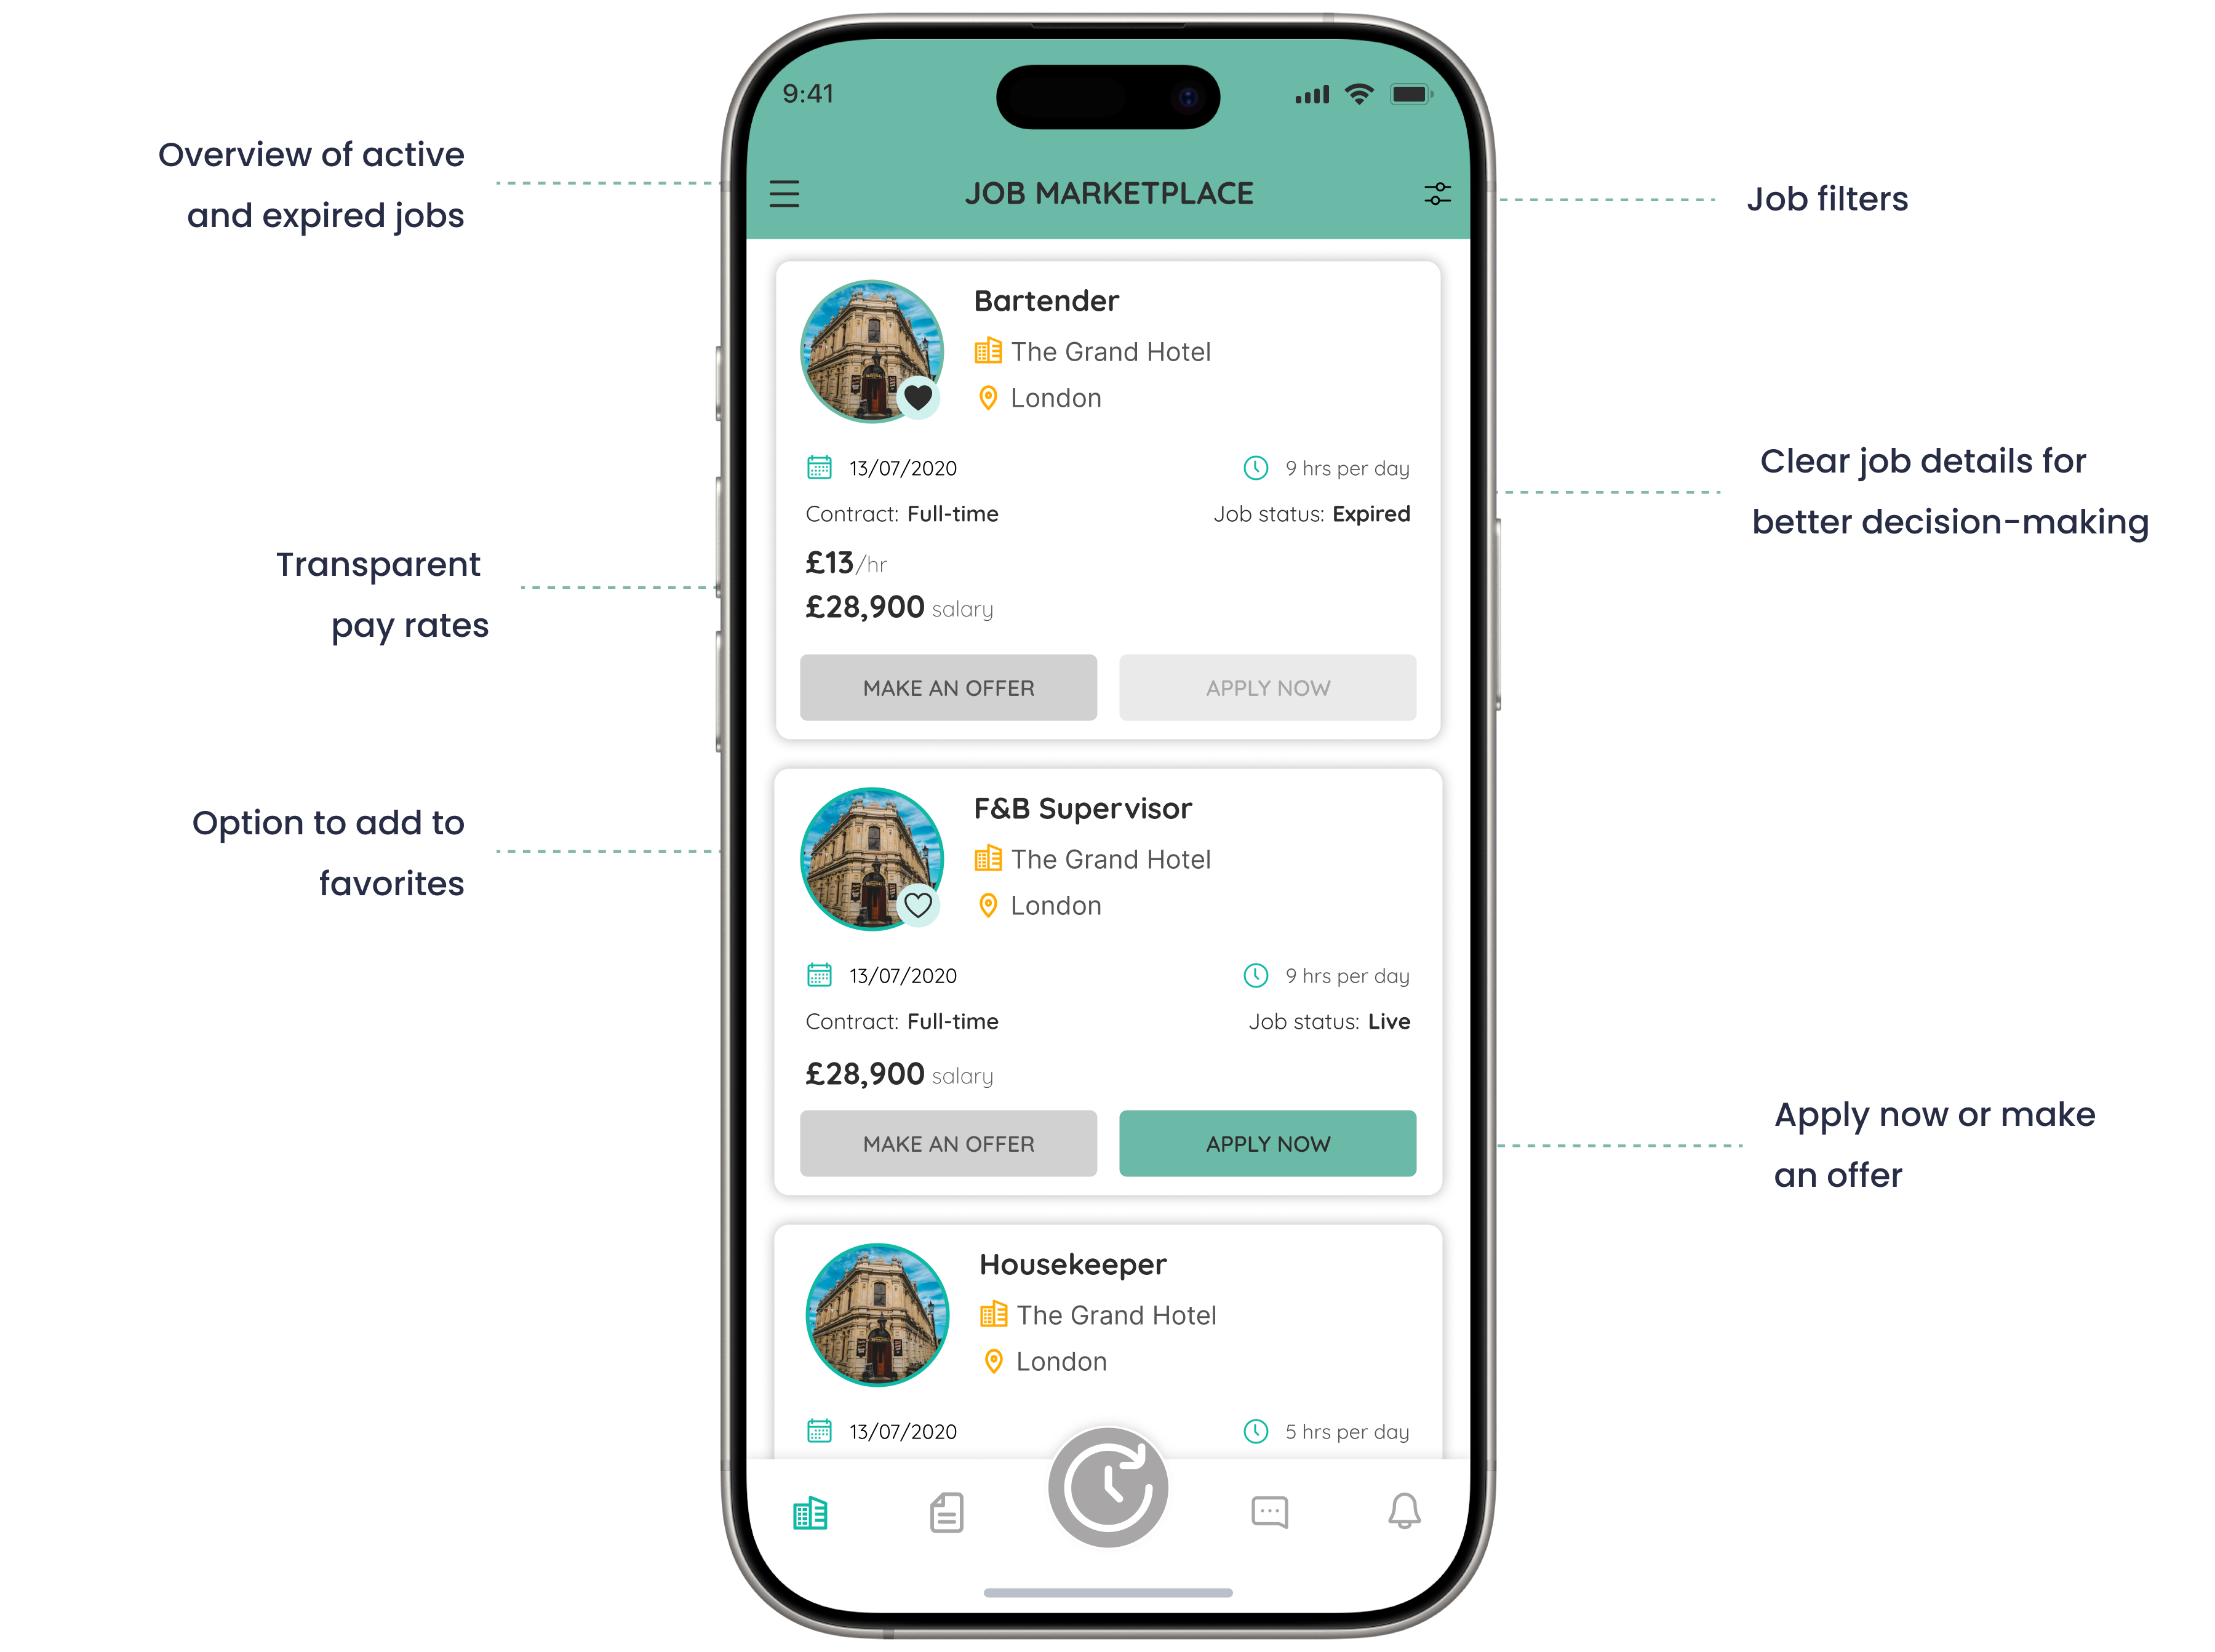 9:41
Overview of active
and expired jobs
JOB MARKETPLACE
Job filters
Bartender
The Grand Hotel
London
13/07/2020
9 hrs per day
Contract: Full-time
Job status: Expired
£13/hr
£28,900 salary
MAKE AN OFFER
APPLY NOW
Clear job details for
better decision-making
Transparent
pay rates
Option to add to
favorites
F&B Supervisor
The Grand Hotel
London
13/07/2020
9 hrs per day
Contract: Full-time
Job status: Live
£28,900 salary
MAKE AN OFFER
APPLY NOW
Apply now or make
an offer
Housekeeper
The Grand Hotel
London
13/07/2020
5 hrs per day